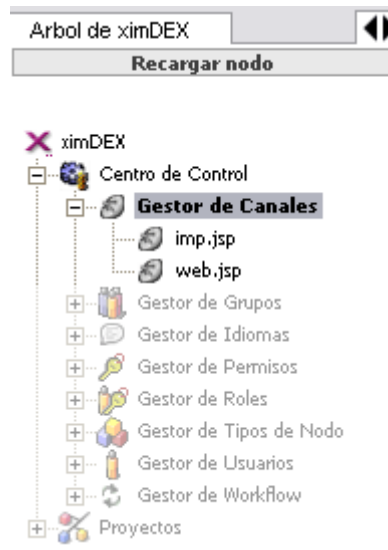 Arbol de ximDEX
Recargar nodo
ximDEX
Centro de Control
Gestor de Canales
imp.jsp
web.jsp
Gestor de Grupos
Gestor de Idiomas
Gestor de Permisos
Gestor de Roles
Gestor de Tipos de Nodo
Gestor de Usuarios
Gestor de Workflow
Proyectos